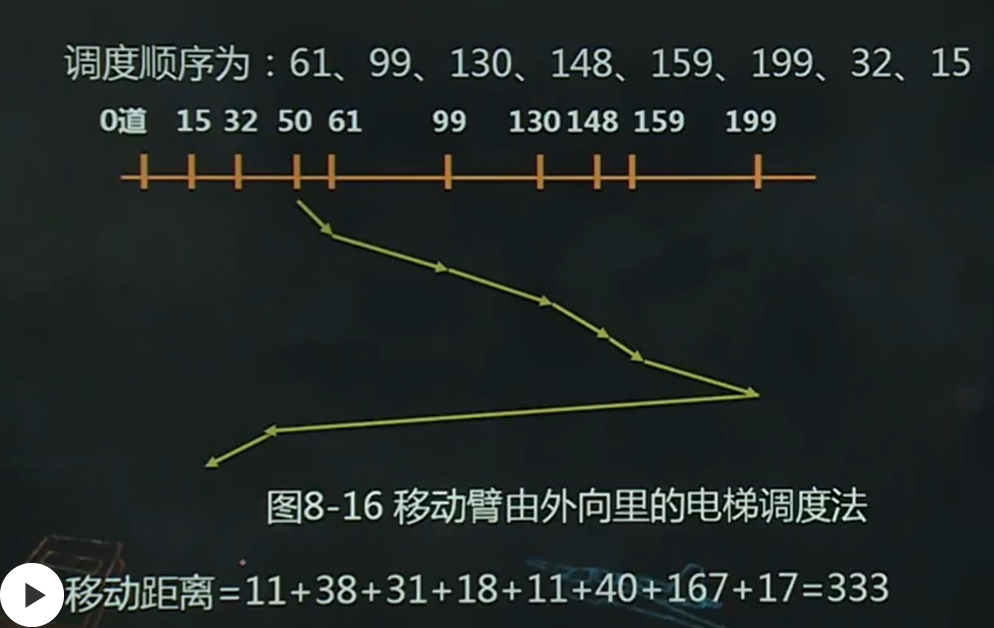 调度顺序为：61、99、130、148、159、199、32、15
0道 15 32 50 61 99 130 148 159 199
图8-16 移动臂由外向里的电梯调度法
移动距离=11+38+31+18+11+40+167+17=333